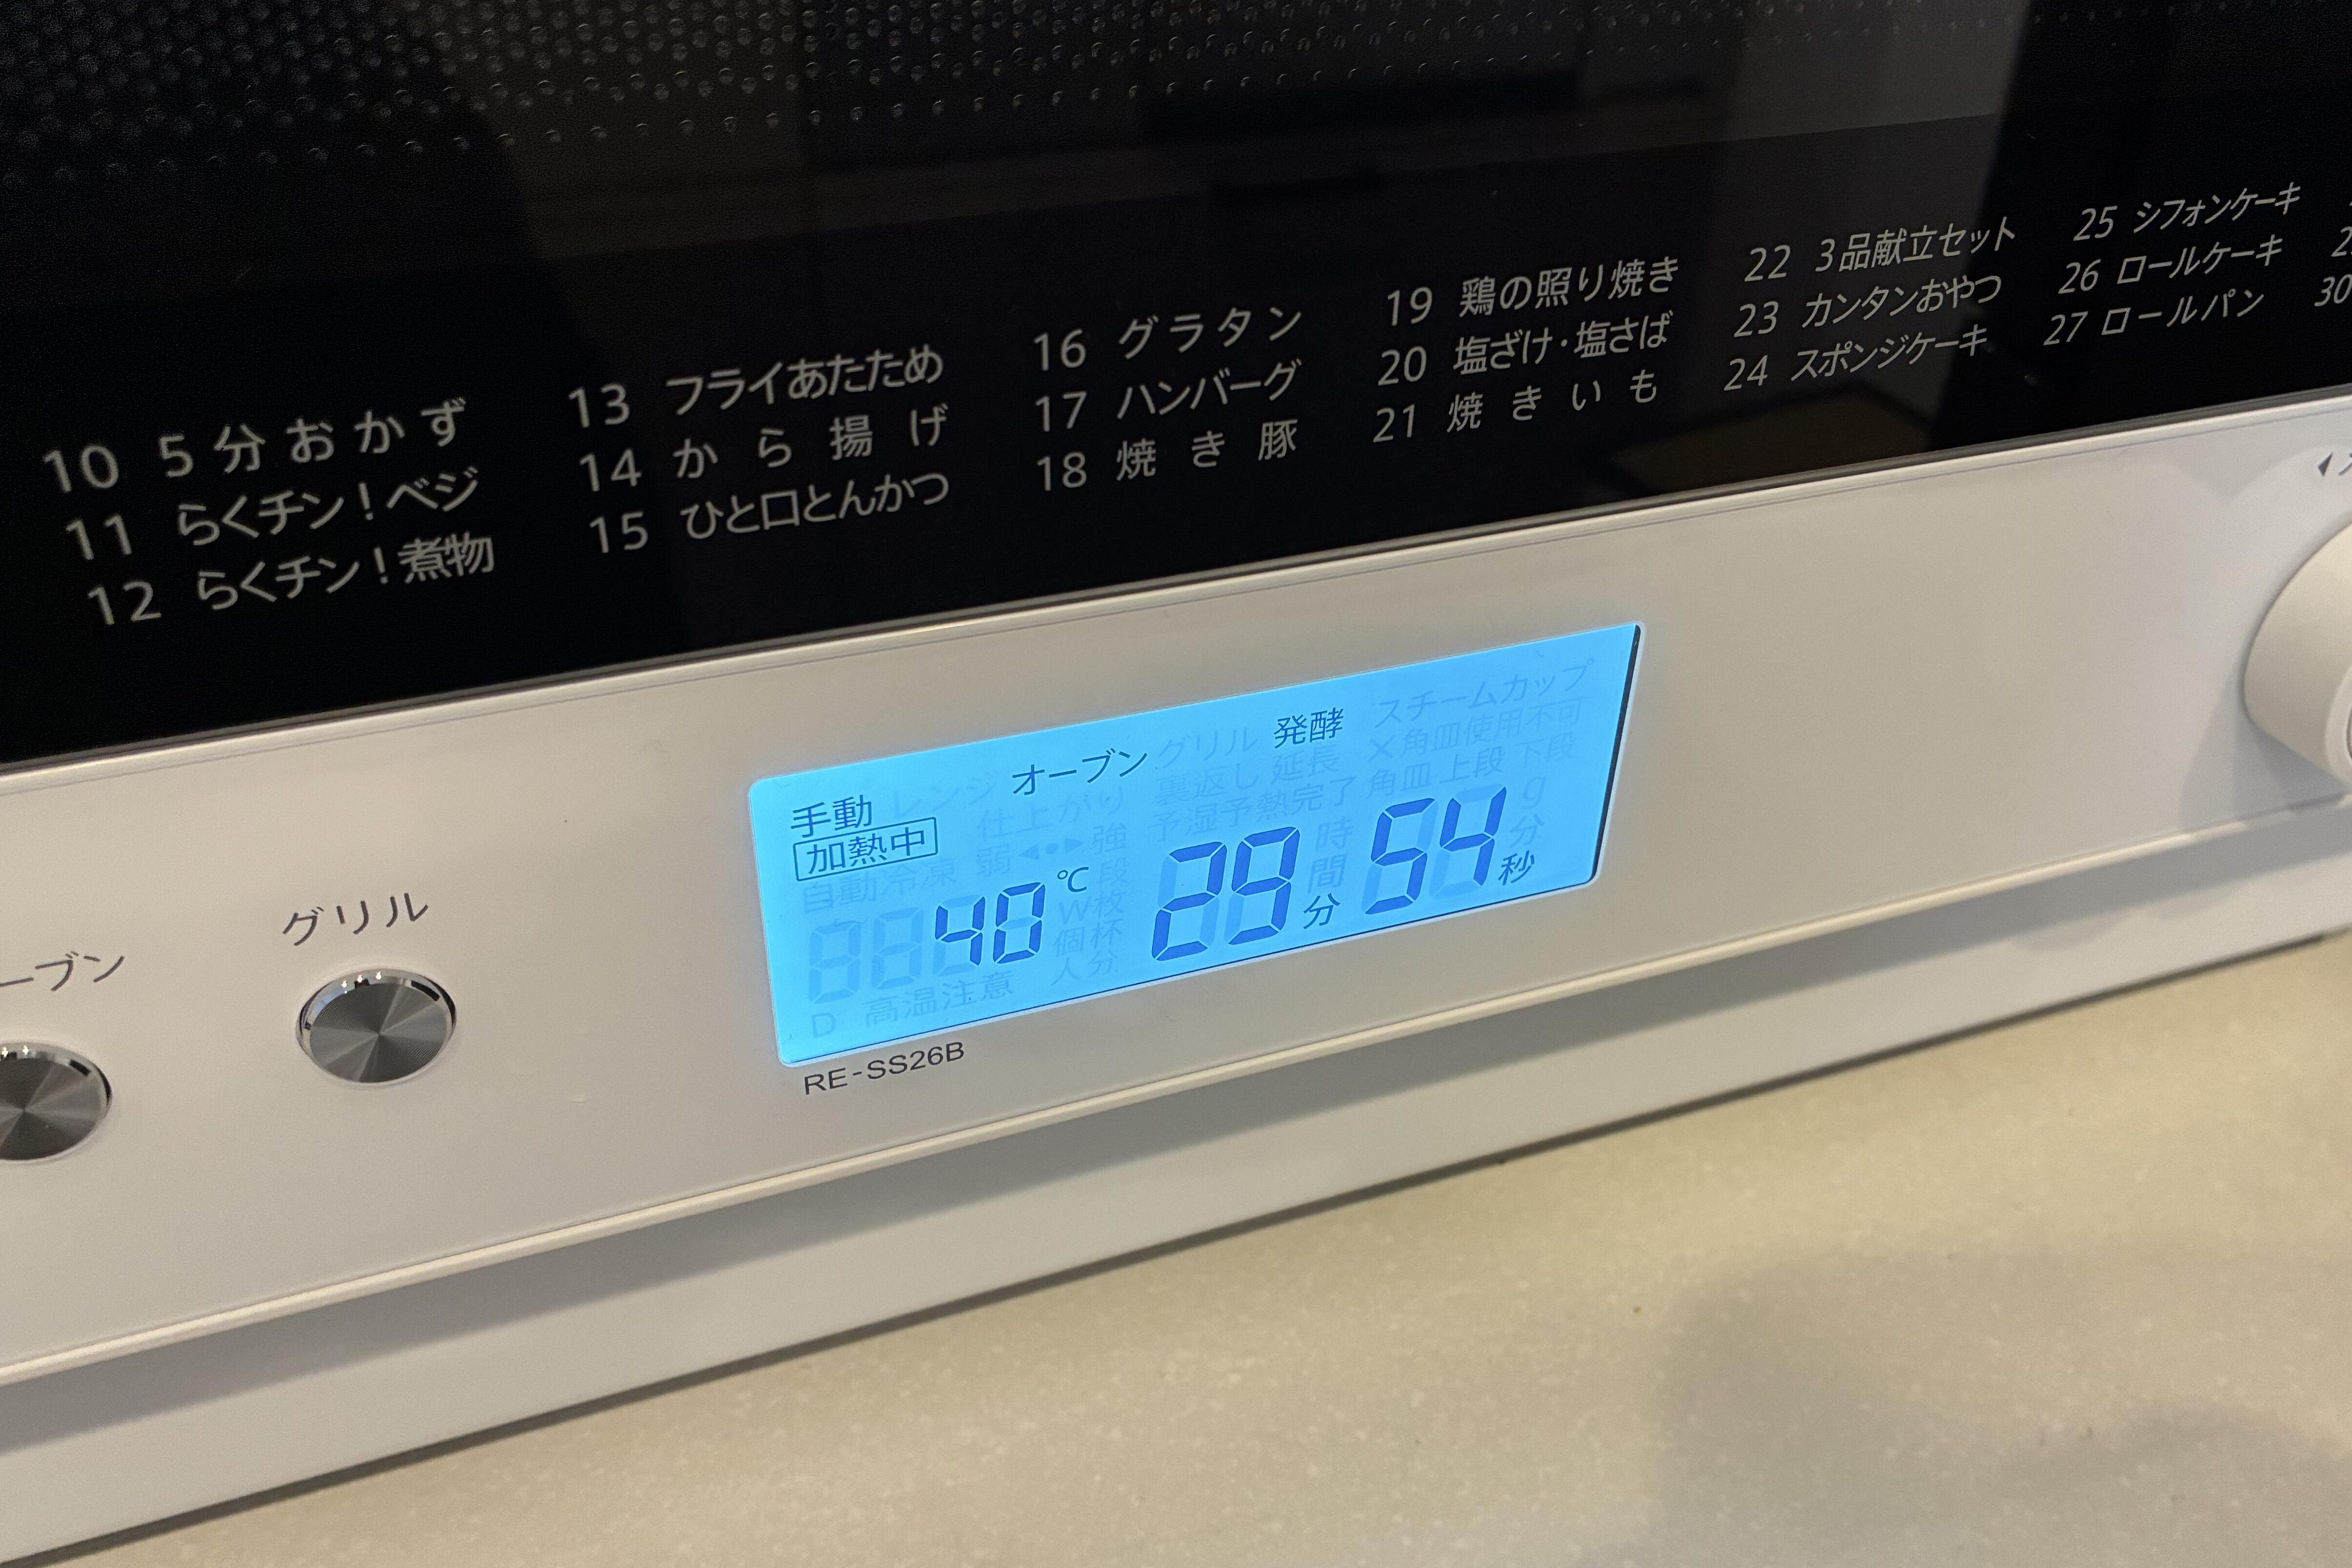 10 5分おかず
11 らくチン！ベジ
12 らくチン！煮物
13 フライあたため
14 から揚げ
15 ひと口とんかつ
16 グラタン
17 ハンバーグ
18 焼き豚
19 鶏の照り焼き
20 塩ざけ・塩さば
21 焼きいも
22 3品献立セット
23 カンタンおやつ
24 スポンジケーキ
25 シフォンケーキ
26 ロールケーキ
27 ロールパン
30
ーブン
グリル
手動 レンジ オーブン グリル 発酵 スチームカップ
加熱中 仕上がり 裏返し 延長 ×角皿使用不可
自動 冷凍 弱 ◀●▶ 強 予湿予熱完了 角皿 上段 下段
40 ℃ 段 W 枚 個 杯 人 分
29 時間 分 54 g 分 秒
D 高温注意
RE-SS26B